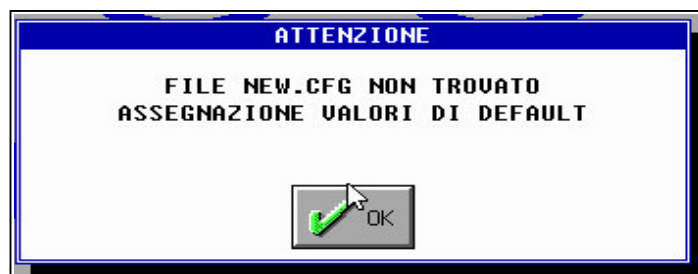 ATTENZIONE
FILE NEW.CFG NON TROVATO
ASSEGNAZIONE VALORI DI DEFAULT
OK